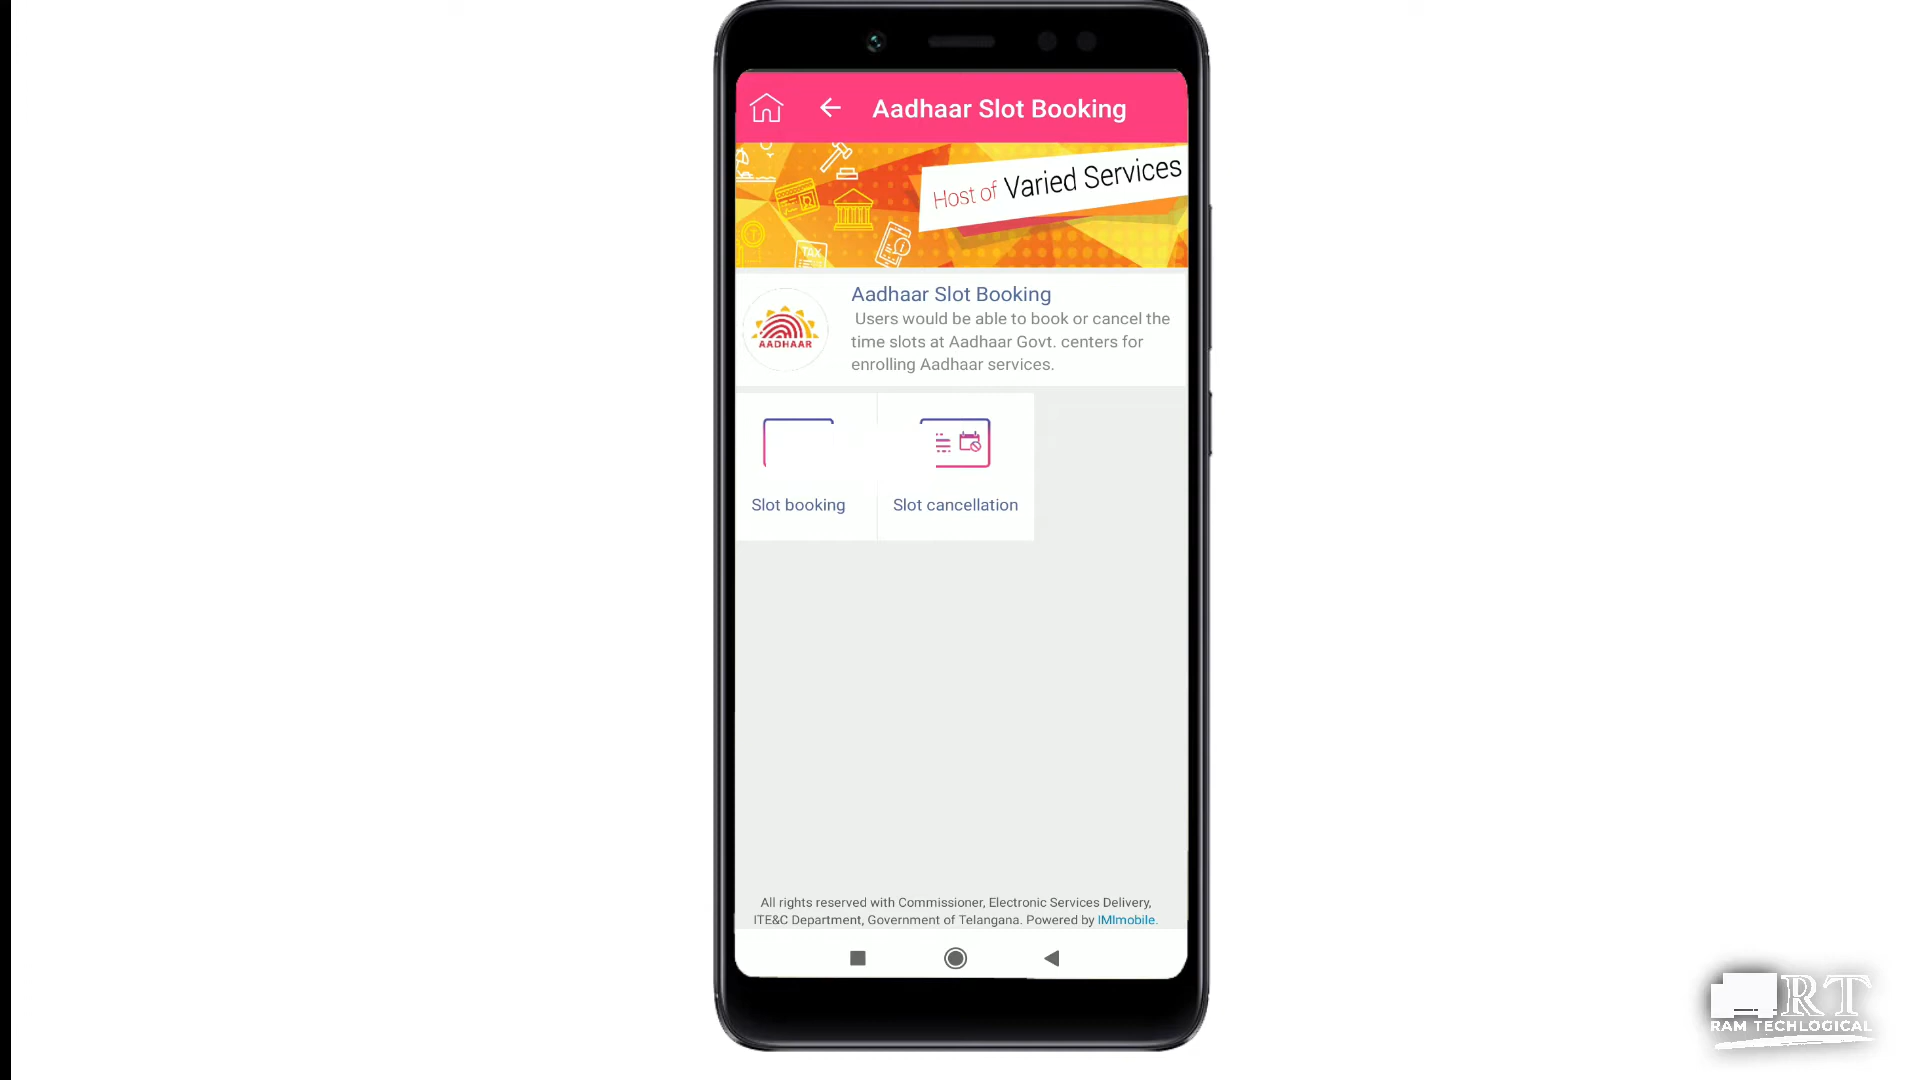 Aadhaar Slot Booking
Host of Varied Services
TAX
Aadhaar Slot Booking
Users would be able to book or cancel the
time slots at Aadhaar Govt. centers for
enrolling Aadhaar services.
AADHAAR
Slot booking
Slot cancellation
All rights reserved with Commissioner, Electronic Services Delivery,
ITE&C Department, Government of Telangana. Powered by IMImobile.
RT
RAM TECHLOGICAL